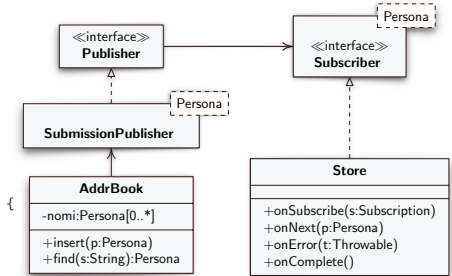 ≪interface≫
Publisher
Persona
≪interface≫
Subscriber
Persona
SubmissionPublisher
AddrBook
-nomi:Persona[0..*]
+insert(p:Persona)
+find(s:String):Persona
{
Store
+onSubscribe(s:Subscription)
+onNext(p:Persona)
+onError(t:Throwable)
+onComplete()